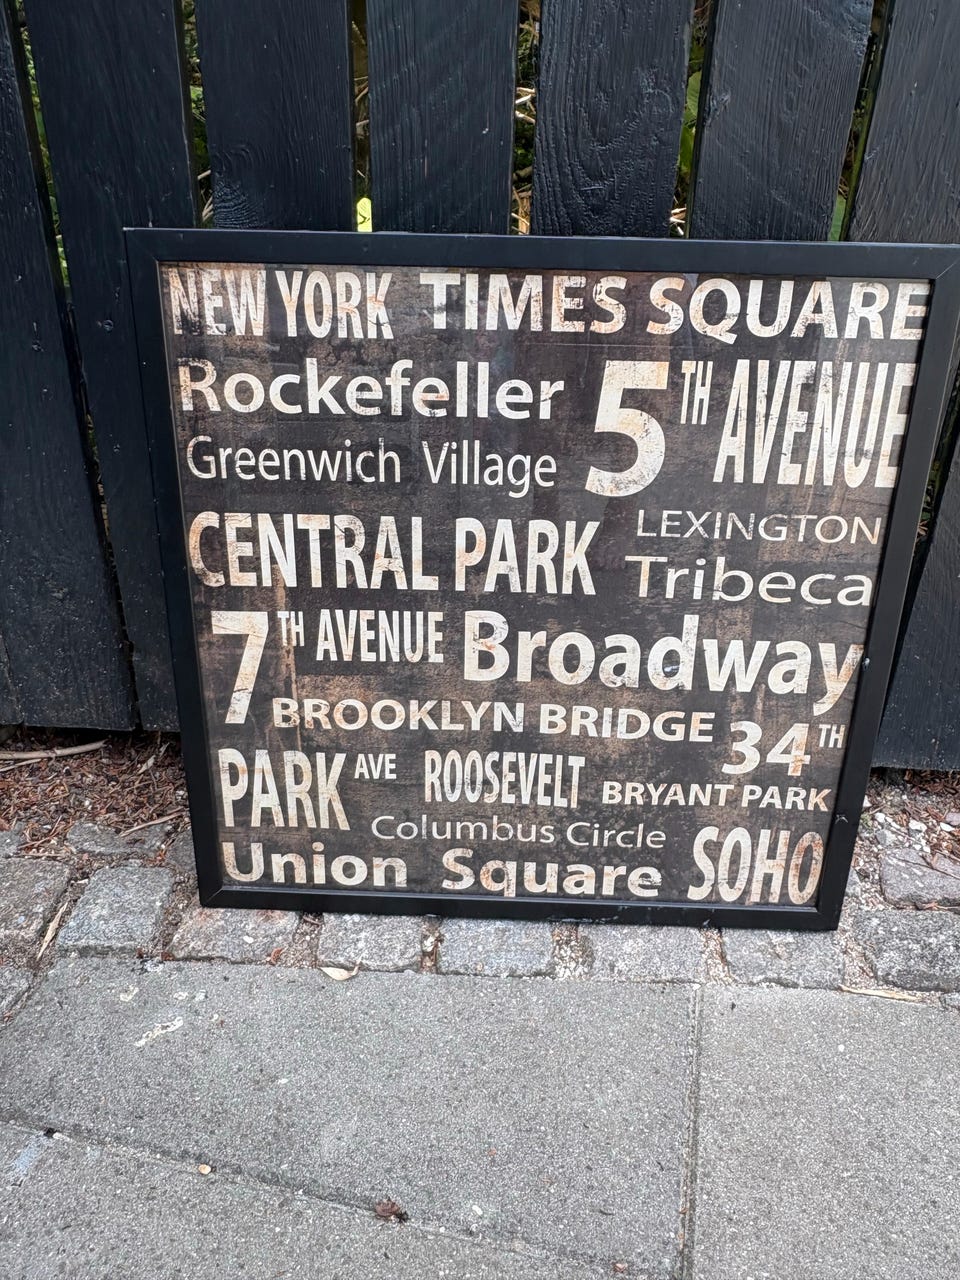 NEW YORK TIMES SQUARE
Rockefeller 5TH AVENUE
Greenwich Village
CENTRAL PARK LEXINGTON
Tribeca
7TH AVENUE Broadway
BROOKLYN BRIDGE 34TH
PARK AVE ROOSEVELT BRYANT PARK
Columbus Circle
Union Square SOHO